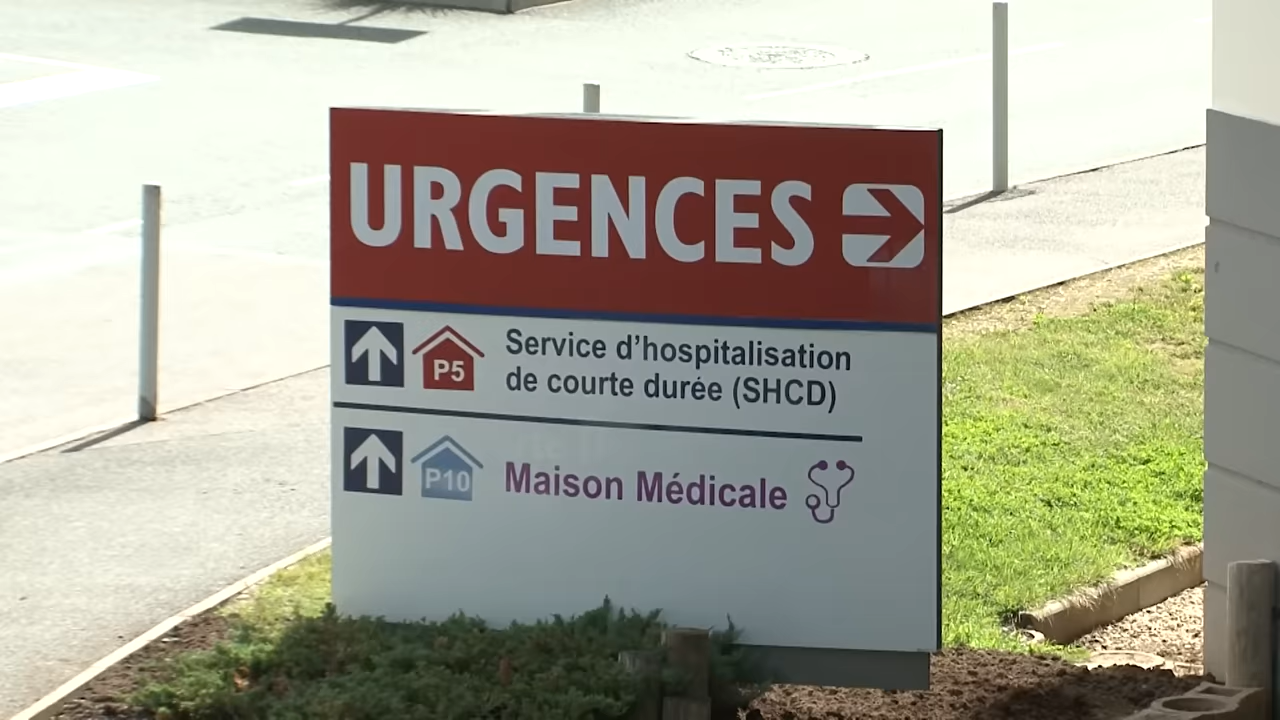 URGENCES
P5
Service d'hospitalisation
de courte durée (SHCD)
P10
Maison Médicale